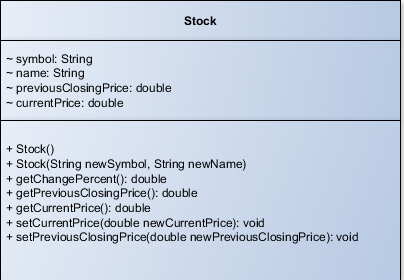 Stock
~ symbol: String
~ name: String
~ previousClosingPrice: double
~ currentPrice: double
+ Stock()
+ Stock(String newSymbol, String newName)
+ getChangePercent(): double
+ getPreviousClosingPrice(): double
+ getCurrentPrice(): double
+ setCurrentPrice(double newCurrentPrice): void
+ setPreviousClosingPrice(double newPreviousClosingPrice): void